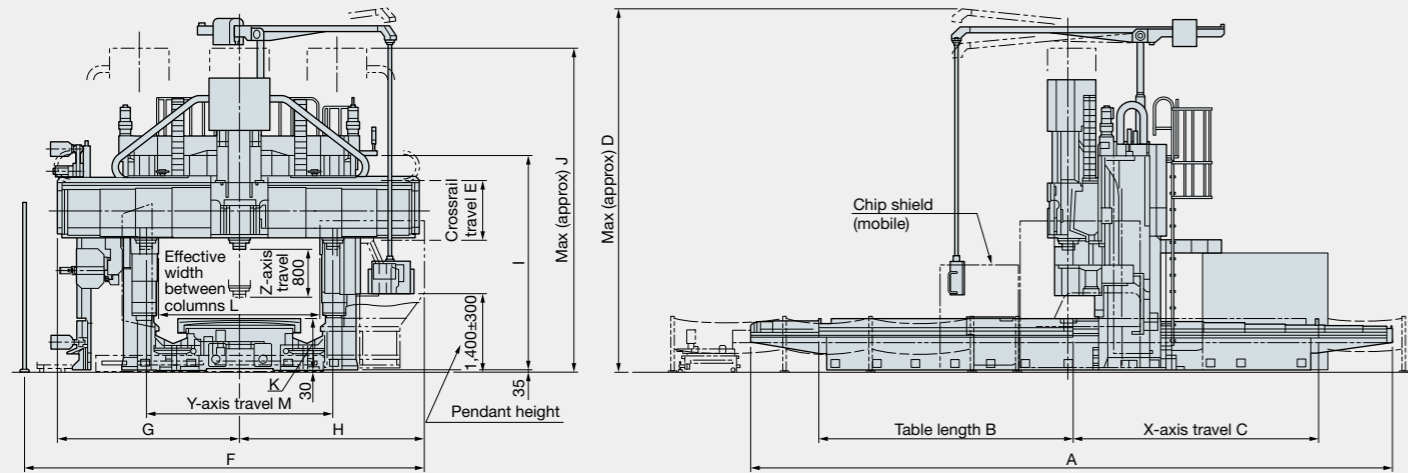 Max (approx) J
Crossrail
travel E
Effective
width
between
columns L
Z-axis
travel
800
I
1,400±300
K
30
35
Y-axis travel M
Pendant height
G
H
F
Max (approx) D
Chip shield
(mobile)
Table length B
X-axis travel C
A